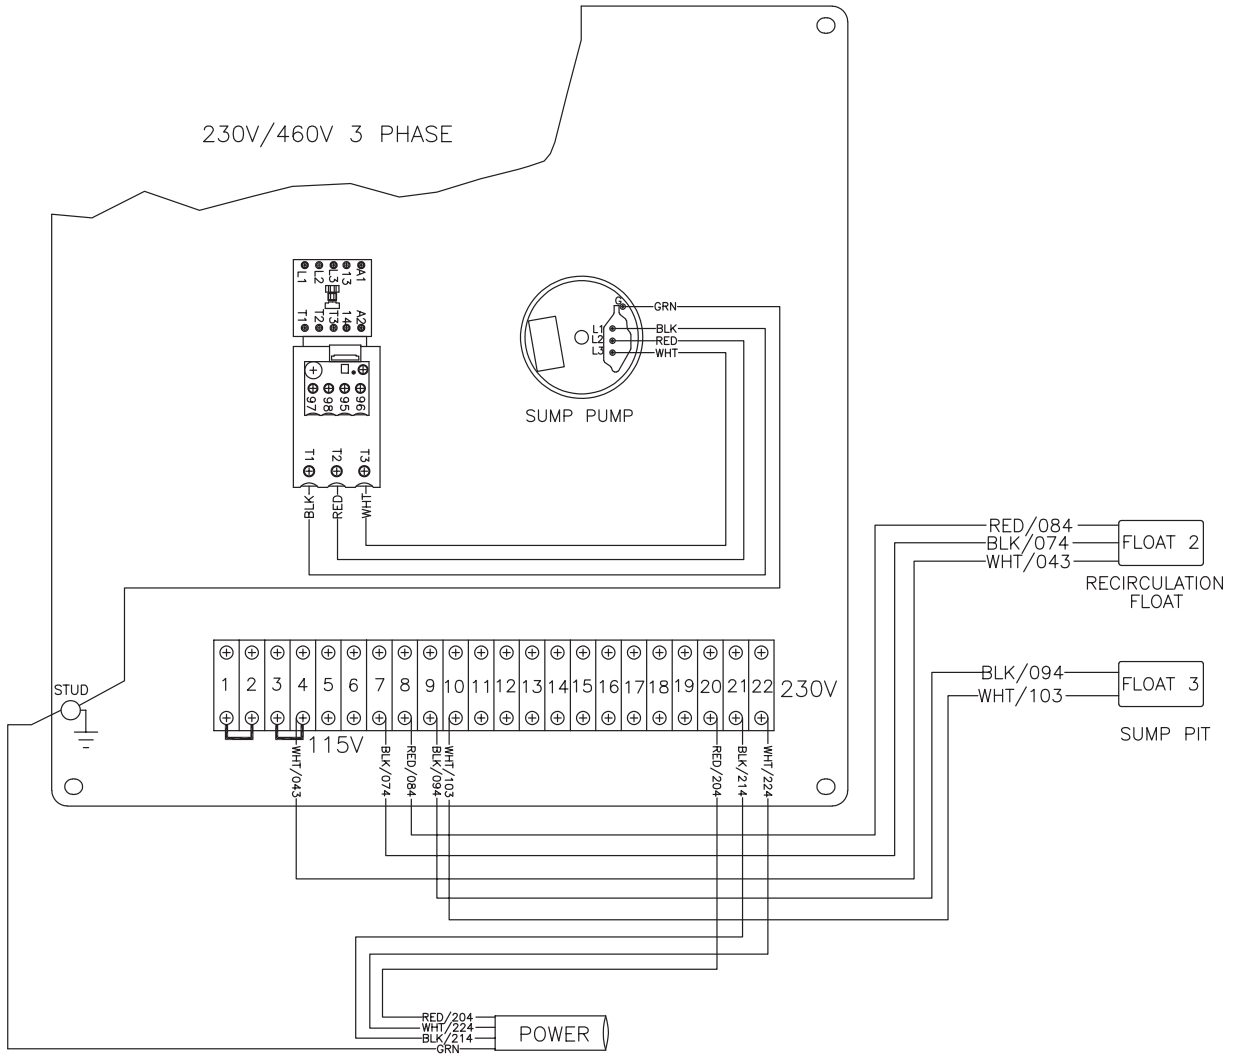 230V/460V 3 PHASE
L1 L2 L3 13 A1
T1 T2 T3 14 A2
97 98 95 96
T1 T2 T3
BLK RED WHT
G
L1
L2
L3
GRN
BLK
RED
WHT
SUMP PUMP
RED/084
BLK/074
WHT/043
FLOAT 2
RECIRCULATION
FLOAT
BLK/094
WHT/103
FLOAT 3
SUMP PIT
STUD
1 2 3 4 5 6 7 8 9 10 11 12 13 14 15 16 17 18 19 20 21 22 230V
115V
WHT/043 BLK/074 RED/084 BLK/094 WHT/103 RED/204 BLK/214 WHT/224
RED/204
WHT/224
BLK/214
GRN
POWER